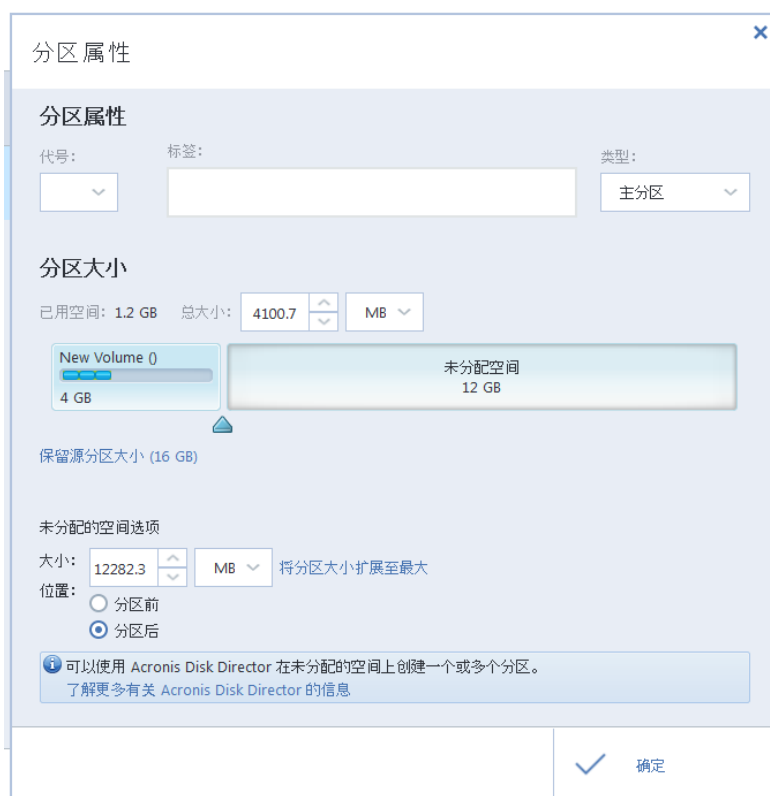 分区属性
分区属性
代号: 标签: 类型:
主分区
分区大小
已用空间: 1.2 GB 总大小: 4100.7 MB
New Volume ()
4 GB
未分配空间
12 GB
保留源分区大小 (16 GB)
未分配的空间选项
大小: 12282.3 MB 将分区大小扩展至最大
位置:
分区前
分区后
可以使用 Acronis Disk Director 在未分配的空间上创建一个或多个分区。
了解更多有关 Acronis Disk Director 的信息
确定